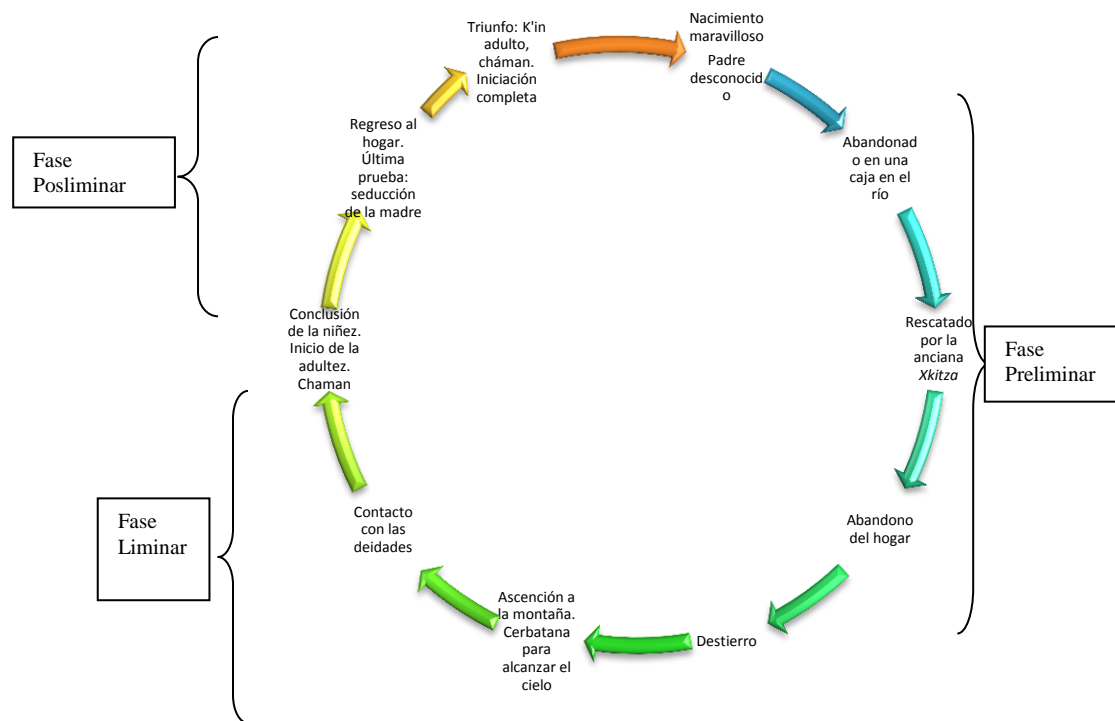 Nacimiento
maravilloso
Padre
desconocid
o
Abandonad
o en una
caja en el
río
Rescatado
por la
anciana
Xkitza
Abandono
del hogar
Destierro
Ascención a
la montaña.
Cerbatana
para
alcanzar el
cielo
Contacto
con las
deidades
Conclusión
de la niñez.
Inicio de la
adultez.
Chaman
Regreso al
hogar.
Última
prueba:
seducción
de la madre
Triunfo: K'in
adulto,
cháman.
Iniciación
completa
Fase
Preliminar
Fase
Liminar
Fase
Posliminar